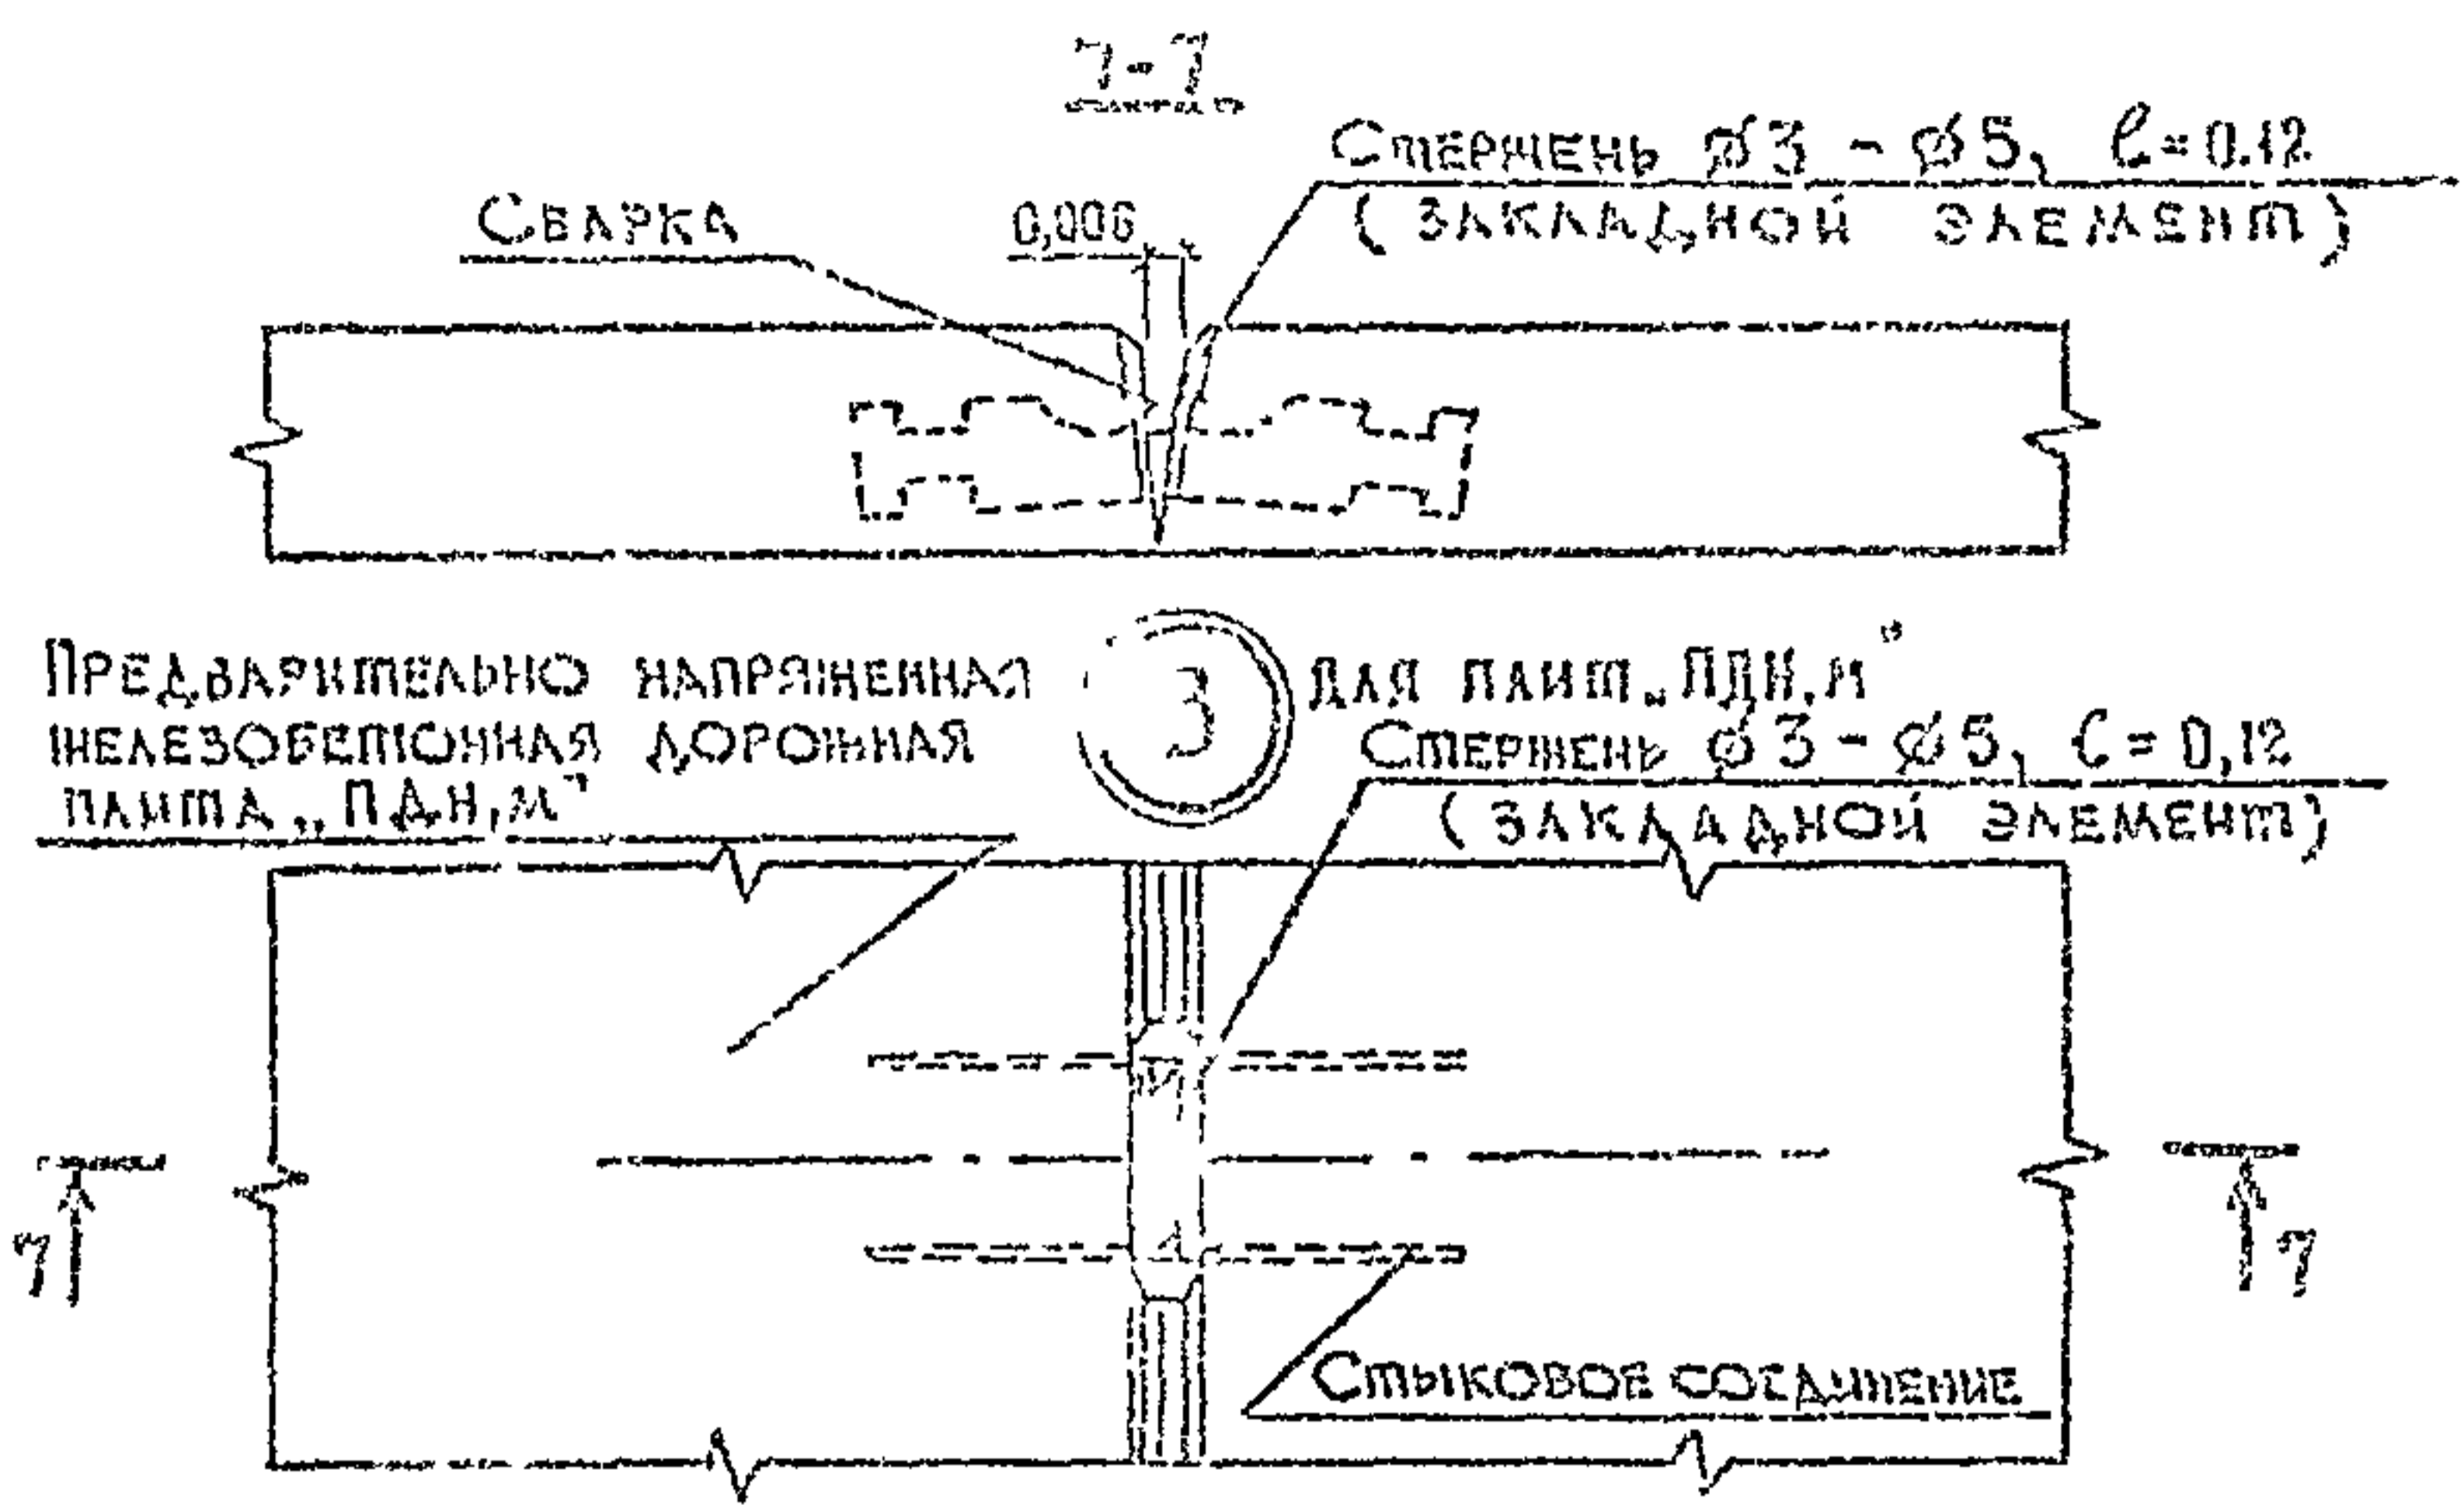 7-7
Стержень ⌀3 - ⌀5, ℓ=0.12
(закладной элемент)
Сварка
0,006
Предварительно напряженная
железобетонная дорожная
плита „ПДН,м"
3
для плит „ПДН,м"
Стержень ⌀3 - ⌀5, ℓ=0,12
(закладной элемент)
7
7
Стыковое соединение